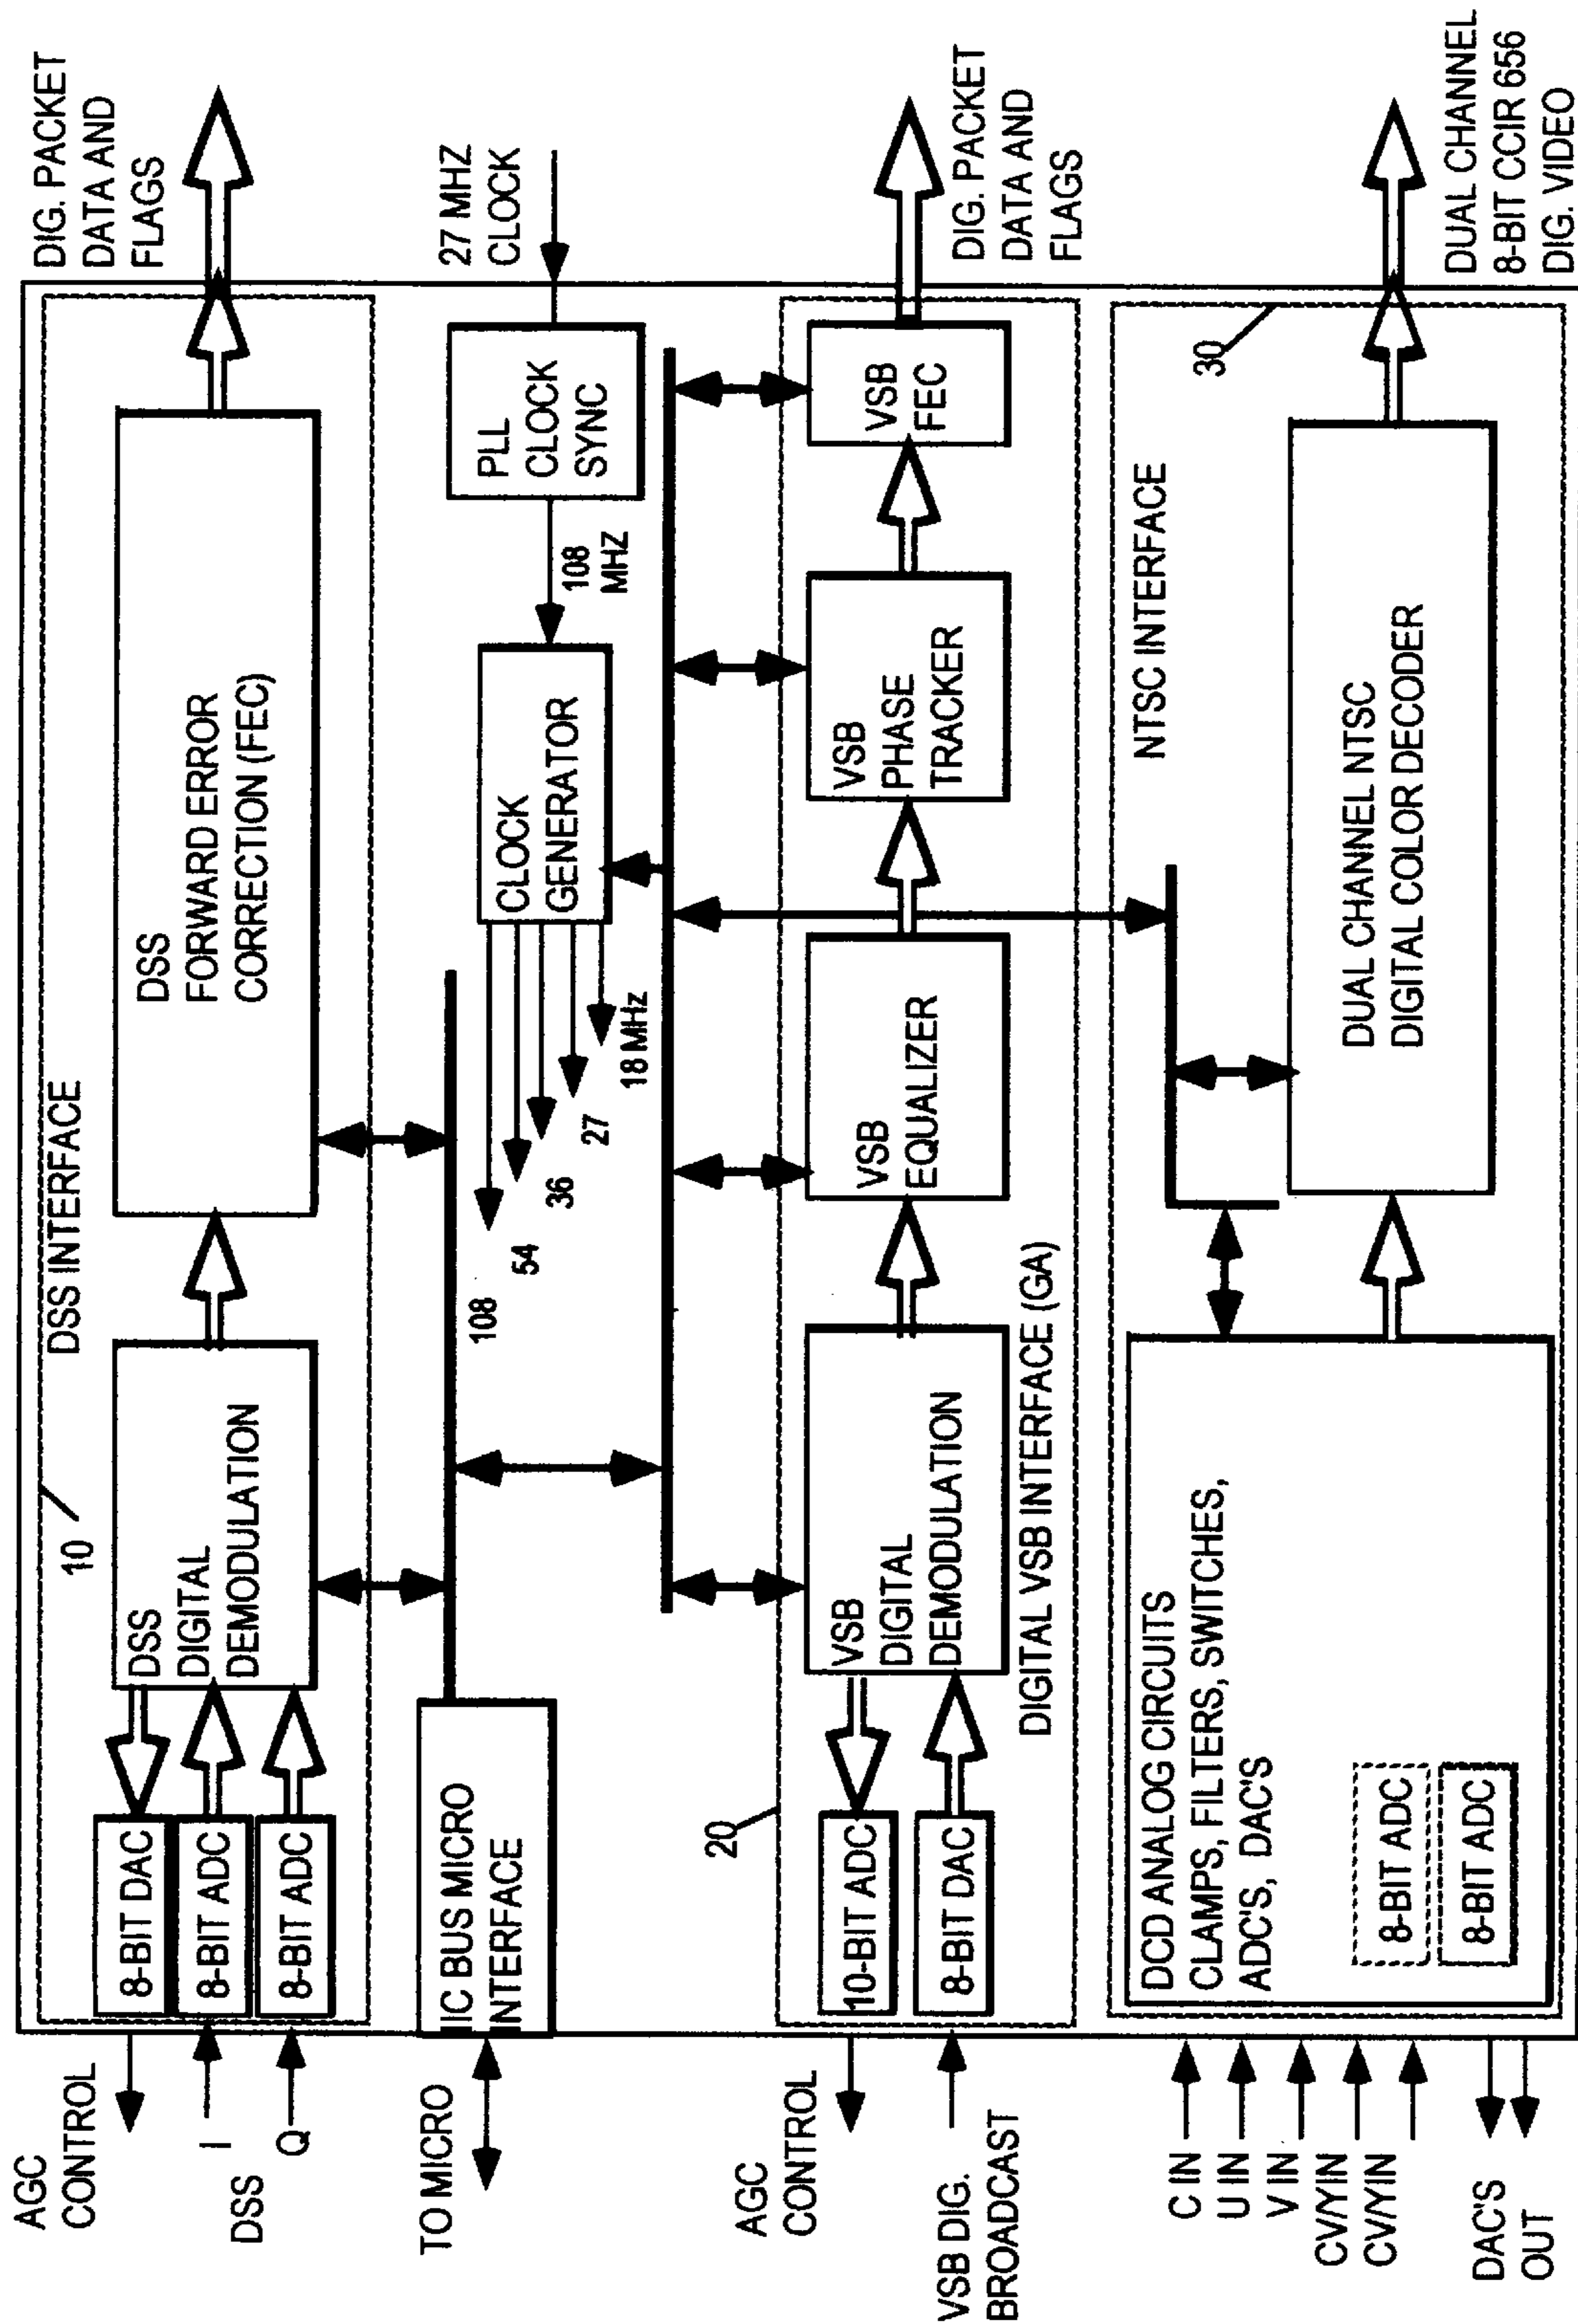 AGC
CONTROL
I
Q
DSS
TO MICRO
AGC
CONTROL
VSB DIG.
BROADCAST
C IN
U IN
V IN
CV/YIN
CV/YIN
DAC'S
OUT
10
DSS INTERFACE
8-BIT DAC
8-BIT ADC
8-BIT ADC
DSS
DIGITAL
DEMODULATION
DSS
FORWARD ERROR
CORRECTION (FEC)
DIG. PACKET
DATA AND
FLAGS
IC BUS MICRO
INTERFACE
108
54
36
27
18 MHz
CLOCK
GENERATOR
108
MHZ
PLL
CLOCK
SYNC
27 MHZ
CLOCK
20
10-BIT ADC
8-BIT DAC
VSB
DIGITAL
DEMODULATION
VSB
EQUALIZER
VSB
PHASE
TRACKER
VSB
FEC
DIG. PACKET
DATA AND
FLAGS
DIGITAL VSB INTERFACE (GA)
NTSC INTERFACE
30
DCD ANALOG CIRCUITS
CLAMPS, FILTERS, SWITCHES,
ADC'S, DAC'S
8-BIT ADC
8-BIT ADC
DUAL CHANNEL NTSC
DIGITAL COLOR DECODER
DUAL CHANNEL
8-BIT CCIR 656
DIG. VIDEO